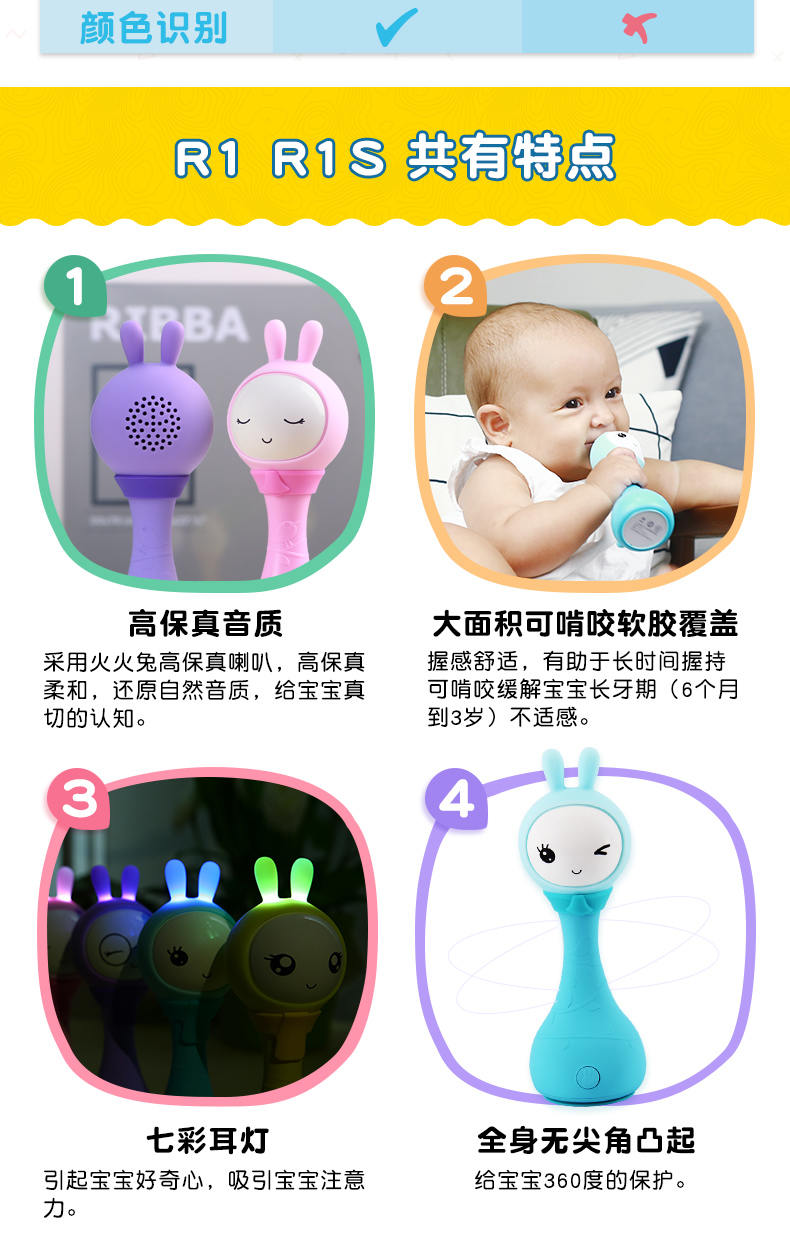 颜色识别
R1 R1S 共有特点
1
2
RIBBA
高保真音质
采用火火兔高保真喇叭，高保真
柔和，还原自然音质，给宝宝真
切的认知。
大面积可啃咬软胶覆盖
握感舒适，有助于长时间握持
可啃咬缓解宝宝长牙期（6个月
到3岁）不适感。
3
4
七彩耳灯
引起宝宝好奇心，吸引宝宝注意
力。
全身无尖角凸起
给宝宝360度的保护。